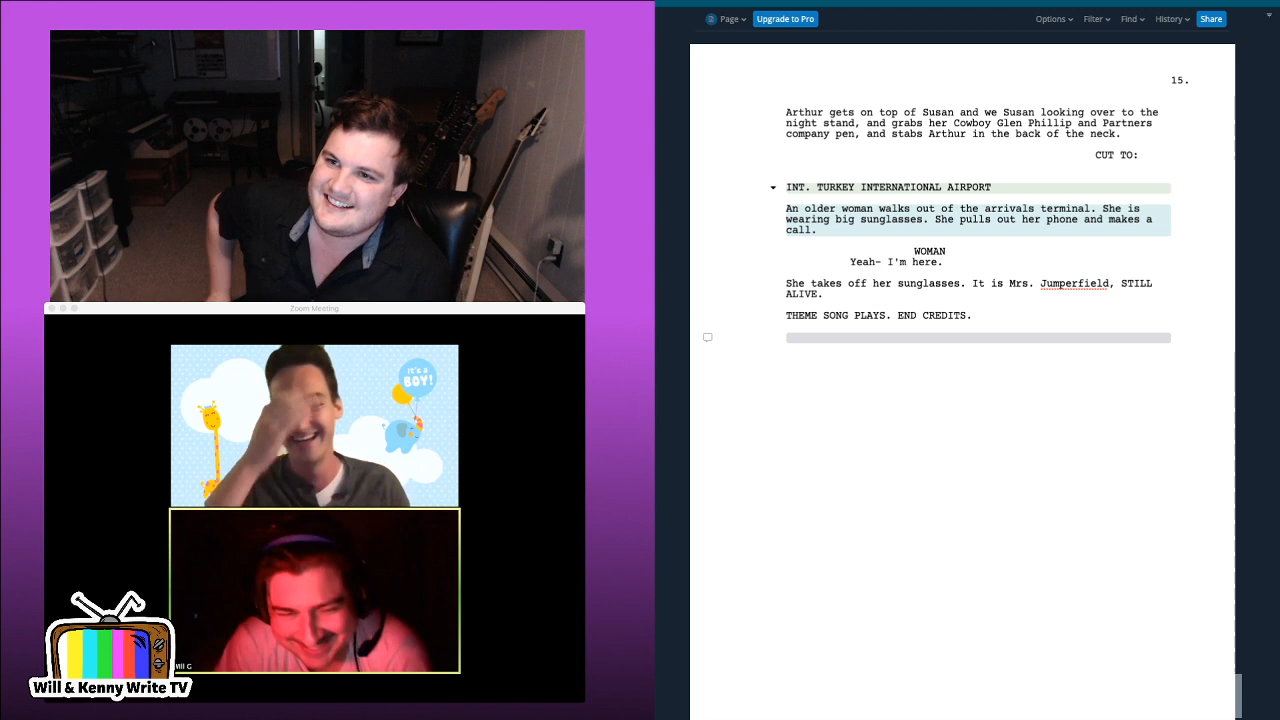 Page
Upgrade to Pro
Options
Filter
Find
History
Share
15.
Arthur gets on top of Susan and we Susan looking over to the
night stand, and grabs her Cowboy Glen Phillip and Partners
company pen, and stabs Arthur in the back of the neck.
CUT TO:
INT. TURKEY INTERNATIONAL AIRPORT
An older woman walks out of the arrivals terminal. She is
wearing big sunglasses. She pulls out her phone and makes a
call.
WOMAN
Yeah- I'm here.
She takes off her sunglasses. It is Mrs. Jumperfield, STILL
ALIVE.
THEME SONG PLAYS. END CREDITS.
Zoom Meeting
it's a
BOY!
Will G
Will & Kenny Write TV